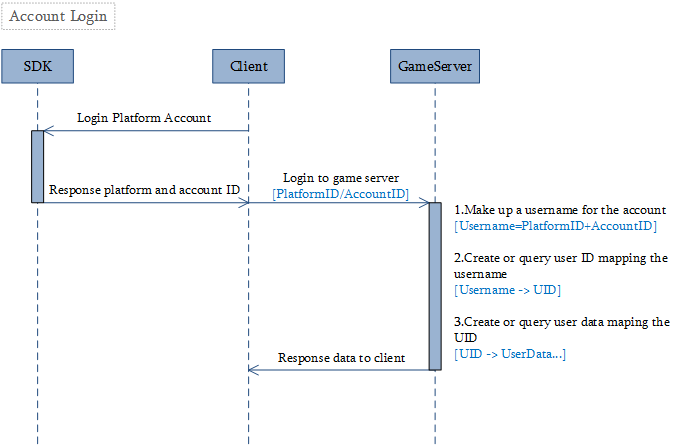 Account Login
SDK
Client
GameServer
Login Platform Account
Response platform and account ID
Login to game server
[PlatformID/AccountID]
1.Make up a username for the account
[Username=PlatformID+AccountID]
2.Create or query user ID mapping the
username
[Username -> UID]
3.Create or query user data maping the
UID
[UID -> UserData...]
Response data to client